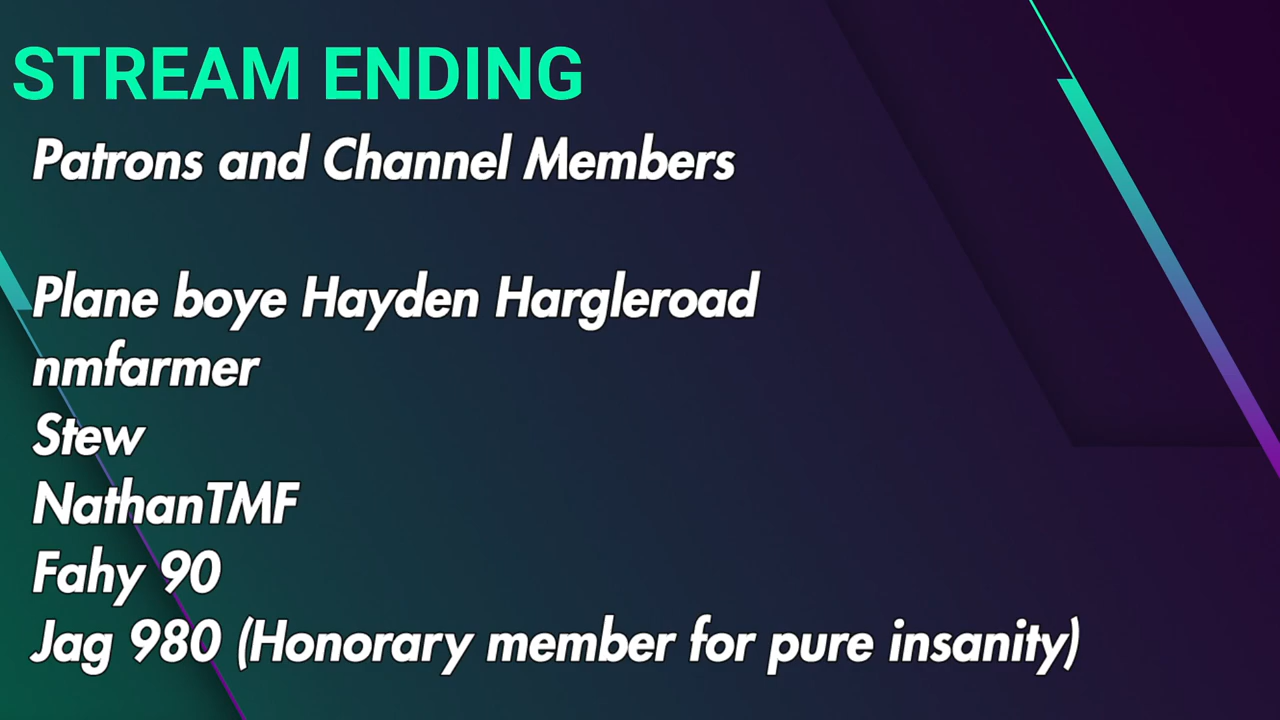 STREAM ENDING
Patrons and Channel Members
Plane boye Hayden Hargleroad
nmfarmer
Stew
NathanTMF
Fahy 90
Jag 980 (Honorary member for pure insanity)